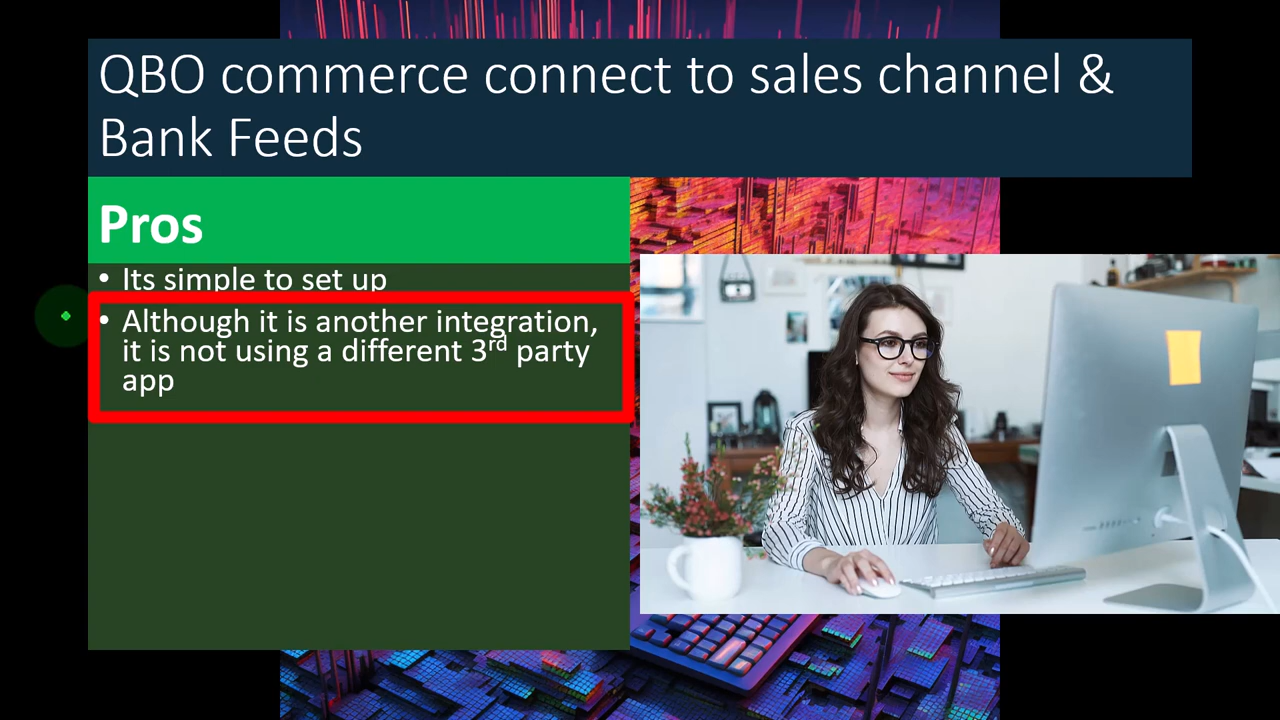 QBO commerce connect to sales channel &
Bank Feeds
Pros
• Its simple to set up
• Although it is another integration,
it is not using a different 3rd party
app